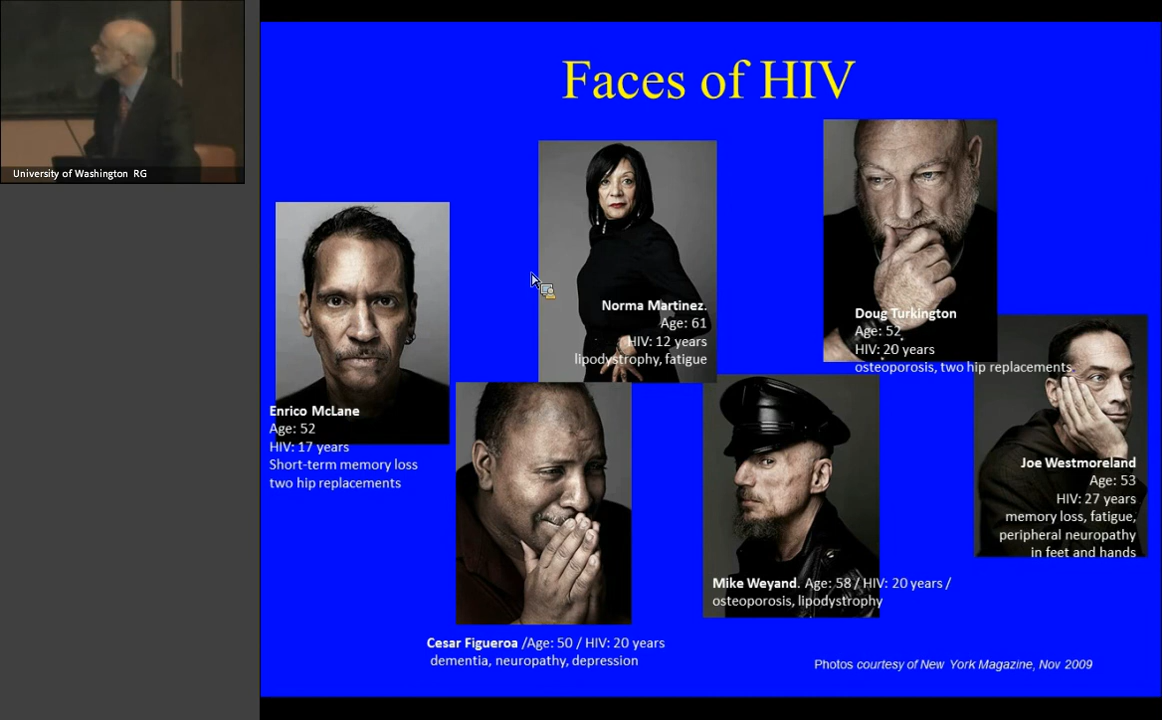 University of Washington RG
Faces of HIV
Enrico McLane
Age: 52
HIV: 17 years
Short-term memory loss
two hip replacements
Norma Martinez.
Age: 61
HIV: 12 years
lipodystrophy, fatigue
Doug Turkington
Age: 52
HIV: 20 years
osteoporosis, two hip replacements
Cesar Figueroa /Age: 50 / HIV: 20 years
dementia, neuropathy, depression
Mike Weyand. Age: 58 / HIV: 20 years /
osteoporosis, lipodystrophy
Joe Westmoreland
Age: 53
HIV: 27 years
memory loss, fatigue,
peripheral neuropathy
in feet and hands
Photos courtesy of New York Magazine, Nov 2009